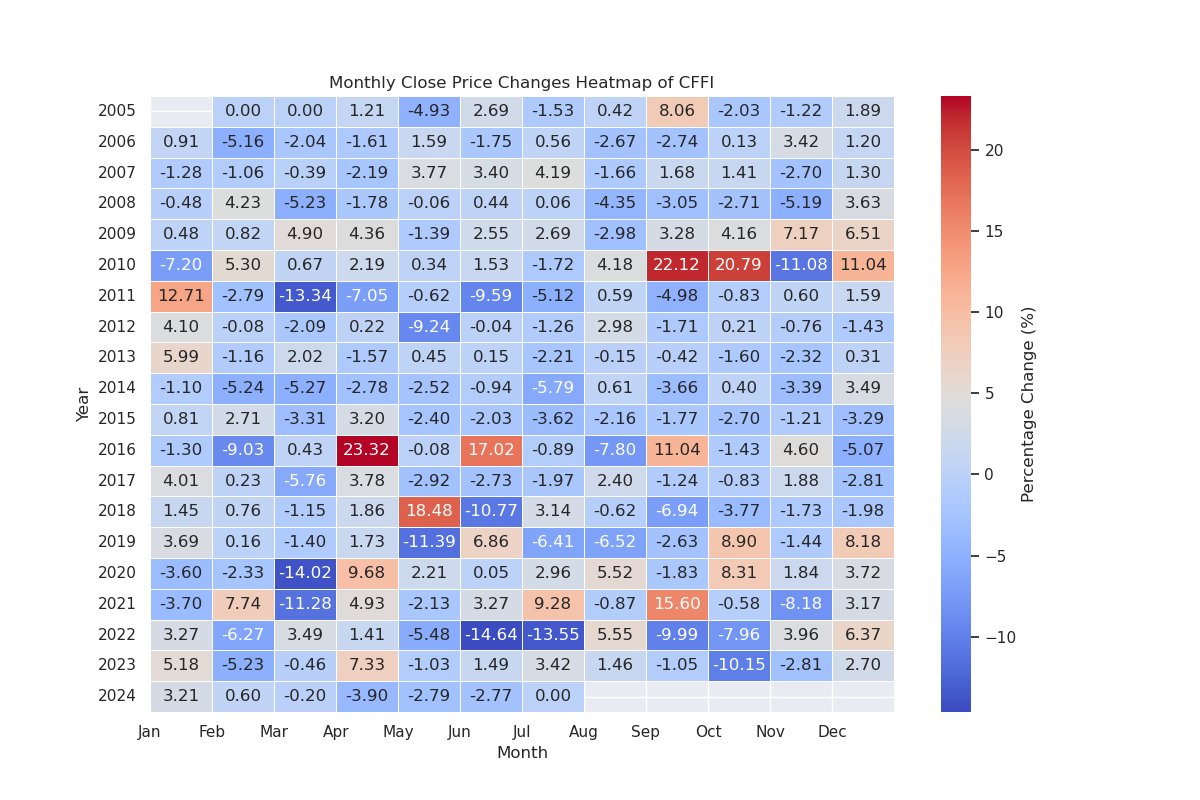 Monthly Close Price Changes Heatmap of CFFI
2005 0.00 0.00 1.21 -4.93 2.69 -1.53 0.42 8.06 -2.03 -1.22 1.89
2006 0.91 -5.16 -2.04 -1.61 1.59 -1.75 0.56 -2.67 -2.74 0.13 3.42 1.20
2007 -1.28 -1.06 -0.39 -2.19 3.77 3.40 4.19 -1.66 1.68 1.41 -2.70 1.30
2008 -0.48 4.23 -5.23 -1.78 -0.06 0.44 0.06 -4.35 -3.05 -2.71 -5.19 3.63
2009 0.48 0.82 4.90 4.36 -1.39 2.55 2.69 -2.98 3.28 4.16 7.17 6.51
2010 -7.20 5.30 0.67 2.19 0.34 1.53 -1.72 4.18 22.12 20.79 -11.08 11.04
2011 12.71 -2.79 -13.34 -7.05 -0.62 -9.59 -5.12 0.59 -4.98 -0.83 0.60 1.59
2012 4.10 -0.08 -2.09 0.22 -9.24 -0.04 -1.26 2.98 -1.71 0.21 -0.76 -1.43
2013 5.99 -1.16 2.02 -1.57 0.45 0.15 -2.21 -0.15 -0.42 -1.60 -2.32 0.31
2014 -1.10 -5.24 -5.27 -2.78 -2.52 -0.94 -5.79 0.61 -3.66 0.40 -3.39 3.49
2015 0.81 2.71 -3.31 3.20 -2.40 -2.03 -3.62 -2.16 -1.77 -2.70 -1.21 -3.29
2016 -1.30 -9.03 0.43 23.32 -0.08 17.02 -0.89 -7.80 11.04 -1.43 4.60 -5.07
2017 4.01 0.23 -5.76 3.78 -2.92 -2.73 -1.97 2.40 -1.24 -0.83 1.88 -2.81
2018 1.45 0.76 -1.15 1.86 18.48 -10.77 3.14 -0.62 -6.94 -3.77 -1.73 -1.98
2019 3.69 0.16 -1.40 1.73 -11.39 6.86 -6.41 -6.52 -2.63 8.90 -1.44 8.18
2020 -3.60 -2.33 -14.02 9.68 2.21 0.05 2.96 5.52 -1.83 8.31 1.84 3.72
2021 -3.70 7.74 -11.28 4.93 -2.13 3.27 9.28 -0.87 15.60 -0.58 -8.18 3.17
2022 3.27 -6.27 3.49 1.41 -5.48 -14.64 -13.55 5.55 -9.99 -7.96 3.96 6.37
2023 5.18 -5.23 -0.46 7.33 -1.03 1.49 3.42 1.46 -1.05 -10.15 -2.81 2.70
2024 3.21 0.60 -0.20 -3.90 -2.79 -2.77 0.00
Jan Feb Mar Apr May Jun Jul Aug Sep Oct Nov Dec
Month
Year
20
15
10
5
0
−5
−10
Percentage Change (%)